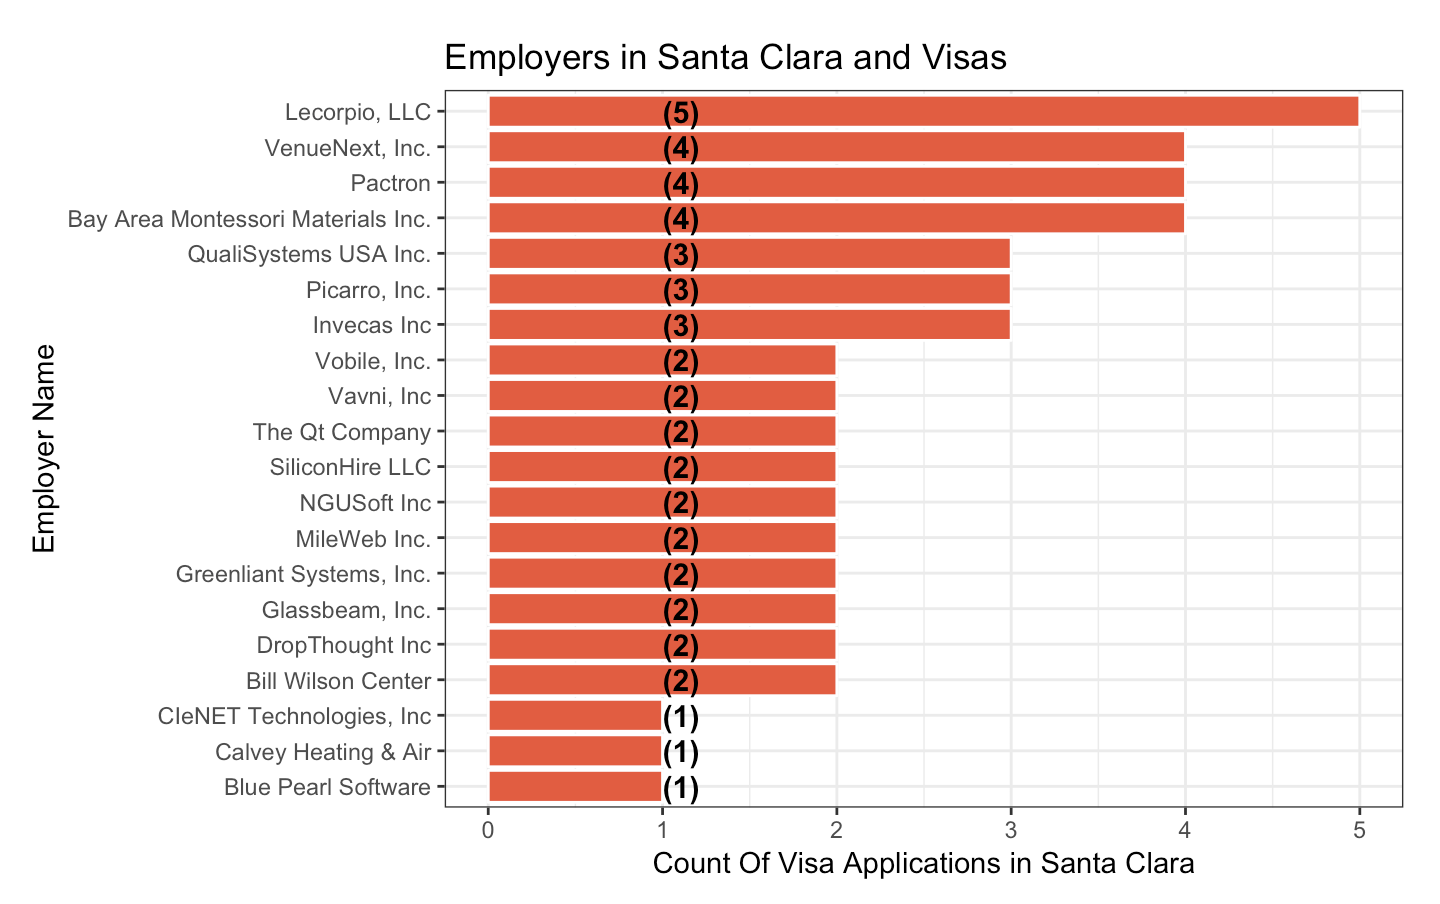 Employers in Santa Clara and Visas
Employer Name
Lecorpio, LLC (5)
VenueNext, Inc. (4)
Pactron (4)
Bay Area Montessori Materials Inc. (4)
QualiSystems USA Inc. (3)
Picarro, Inc. (3)
Invecas Inc (3)
Vobile, Inc. (2)
Vavni, Inc (2)
The Qt Company (2)
SiliconHire LLC (2)
NGUSoft Inc (2)
MileWeb Inc. (2)
Greenliant Systems, Inc. (2)
Glassbeam, Inc. (2)
DropThought Inc (2)
Bill Wilson Center (2)
CIeNET Technologies, Inc (1)
Calvey Heating & Air (1)
Blue Pearl Software (1)
0 1 2 3 4 5
Count Of Visa Applications in Santa Clara